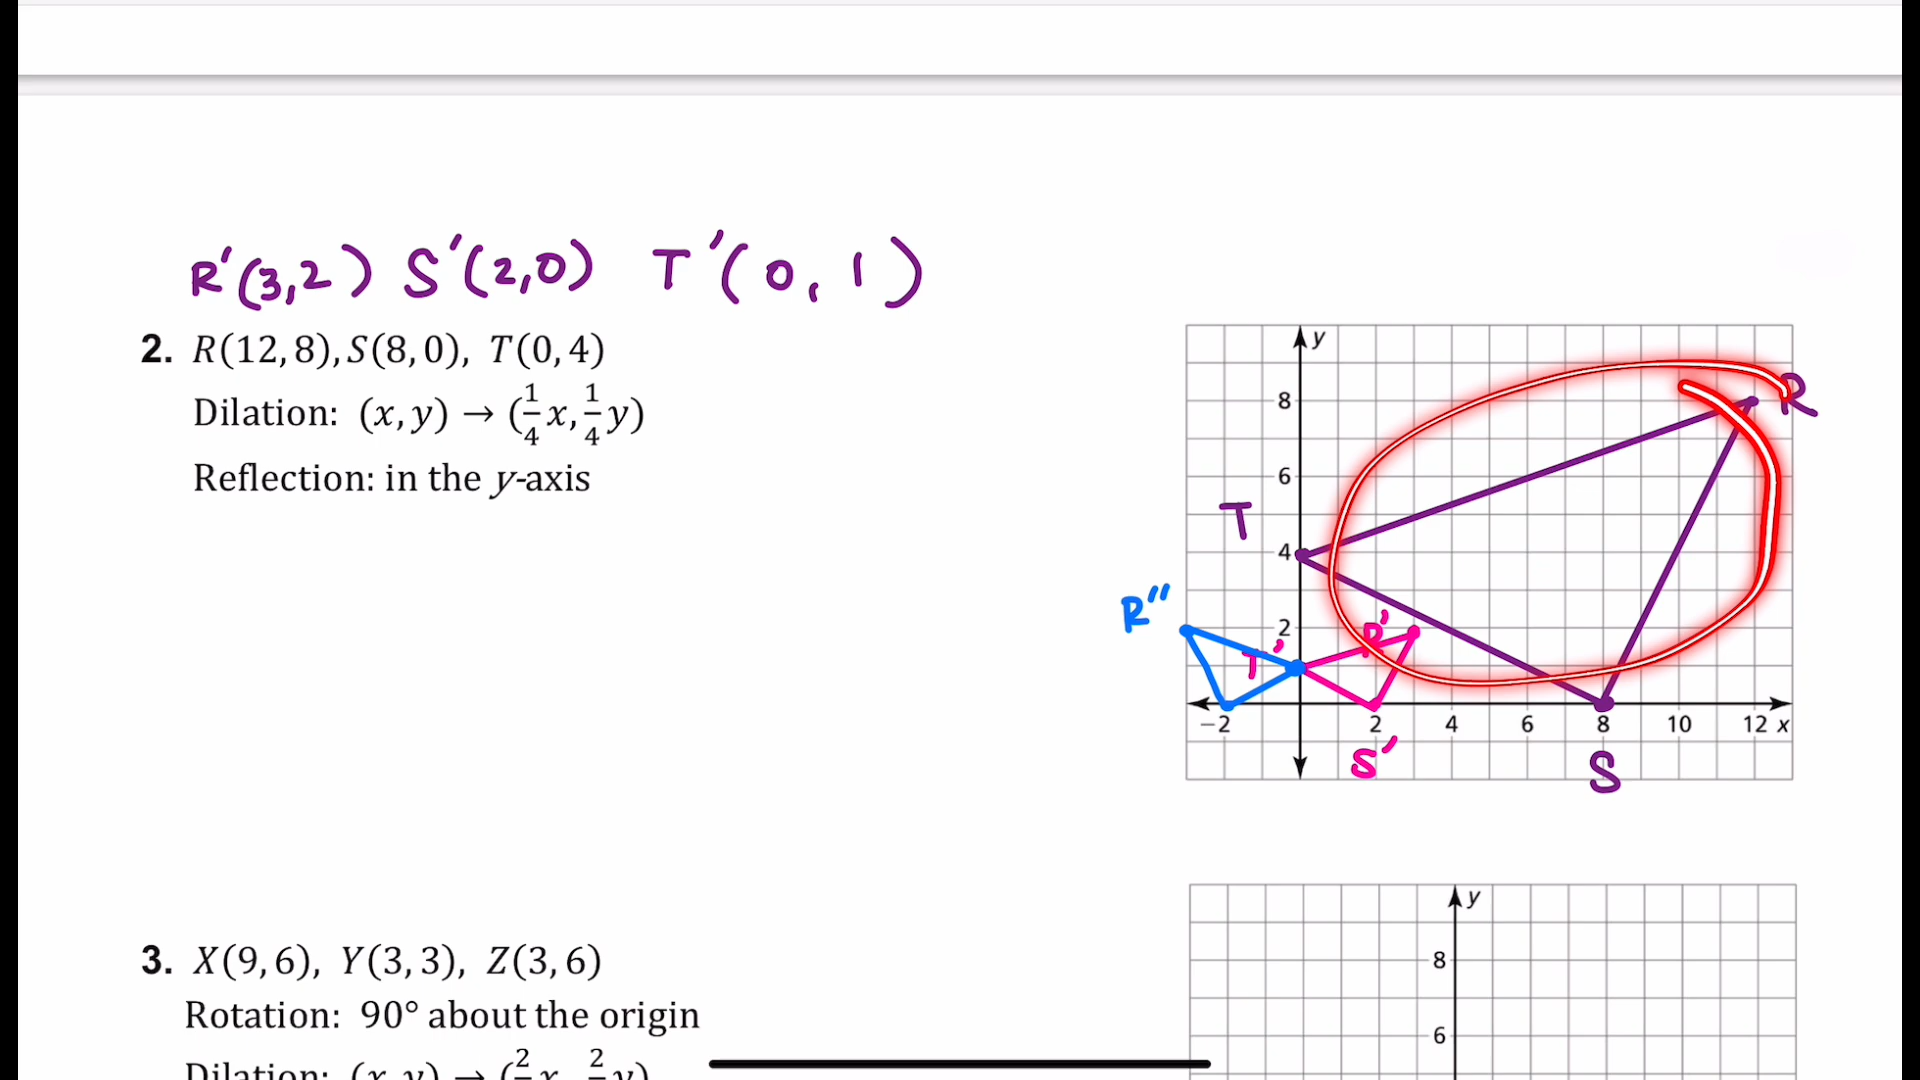 R'(3,2) S'(2,0) T'(0, 1)
2. R(12, 8), S(8, 0), T(0, 4)
Dilation: (x, y) → (1/4 x, 1/4 y)
Reflection: in the y-axis
y
R
8
6
T
4
R''
2
R'
T'
−2 2 4 6 8 10 12 x
S'
S
3. X(9, 6), Y(3, 3), Z(3, 6)
Rotation: 90° about the origin
y
8
6